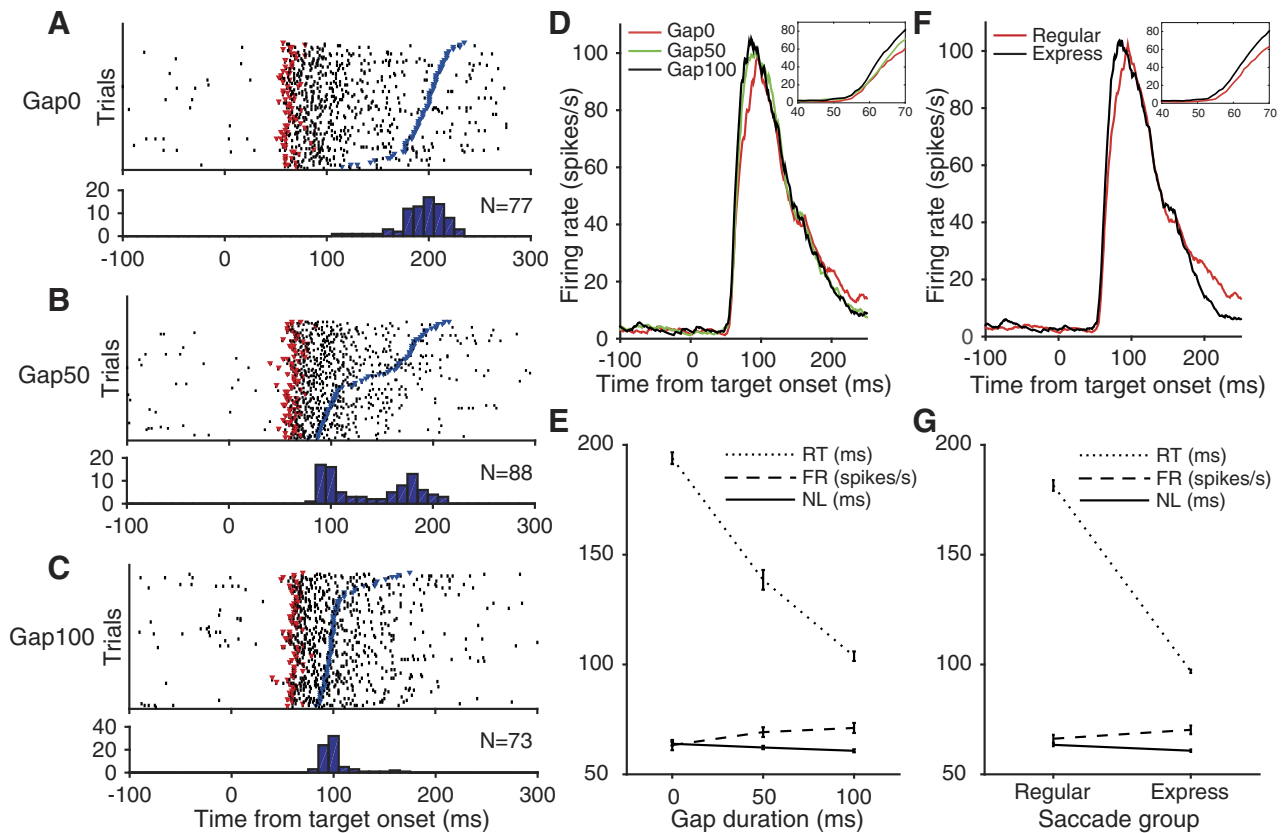 A
Gap0
Trials
20
10
0
N=77
-100 0 100 200 300
B
Gap50
Trials
20
10
0
N=88
-100 0 100 200 300
C
Gap100
Trials
40
20
0
N=73
-100 0 100 200 300
Time from target onset (ms)
D
Gap0
Gap50
Gap100
Firing rate (spikes/s)
100
80
60
40
20
0
-100 0 100 200
Time from target onset (ms)
80
60
40
20
0
40 50 60 70
E
RT (ms)
FR (spikes/s)
NL (ms)
200
150
100
50
0 50 100
Gap duration (ms)
F
Regular
Express
Firing rate (spikes/s)
100
80
60
40
20
0
-100 0 100 200
Time from target onset (ms)
80
60
40
20
0
40 50 60 70
G
RT (ms)
FR (spikes/s)
NL (ms)
200
150
100
50
Regular Express
Saccade group